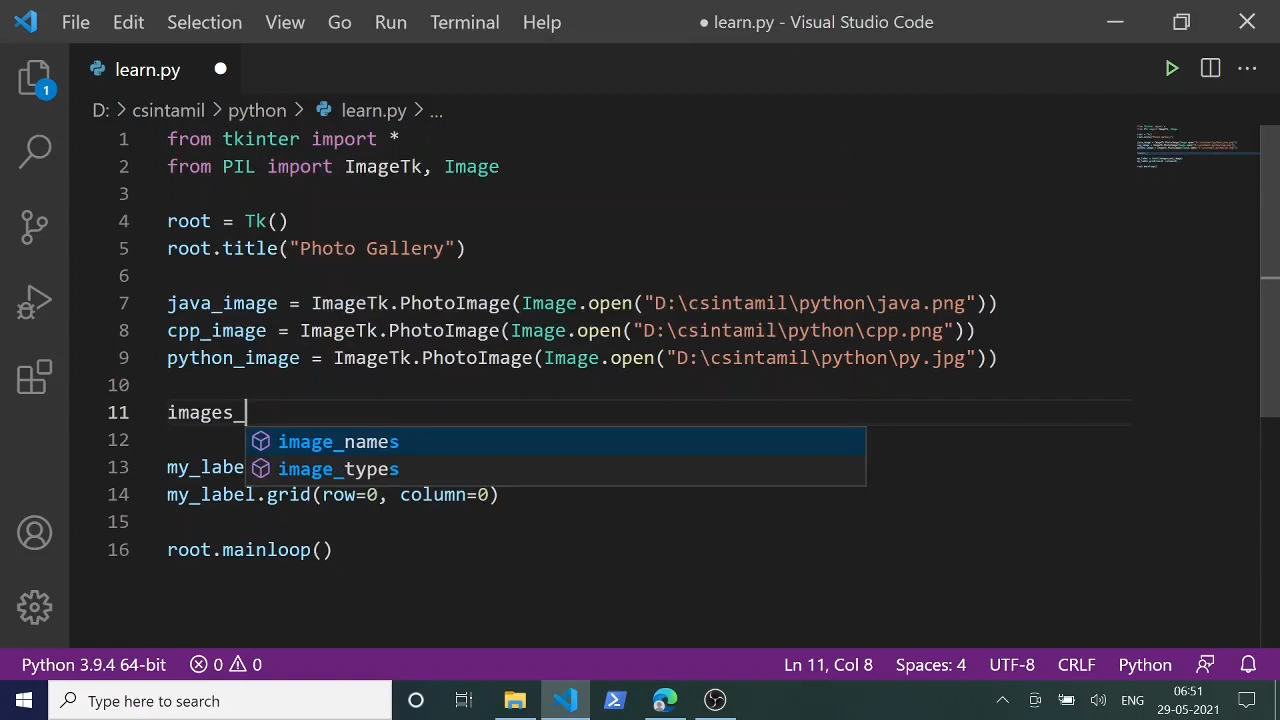 File Edit Selection View Go Run Terminal Help ● learn.py - Visual Studio Code
learn.py
1
D: > csintamil > python > learn.py > ...
1 from tkinter import *
2 from PIL import ImageTk, Image
3
4 root = Tk()
5 root.title("Photo Gallery")
6
7 java_image = ImageTk.PhotoImage(Image.open("D:\csintamil\python\java.png"))
8 cpp_image = ImageTk.PhotoImage(Image.open("D:\csintamil\python\cpp.png"))
9 python_image = ImageTk.PhotoImage(Image.open("D:\csintamil\python\py.jpg"))
10
11 images_
12 image_names
image_types
13 my_labe
14 my_label.grid(row=0, column=0)
15
16 root.mainloop()
Python 3.9.4 64-bit 0 0 Ln 11, Col 8 Spaces: 4 UTF-8 CRLF Python
Type here to search ENG 06:51
29-05-2021